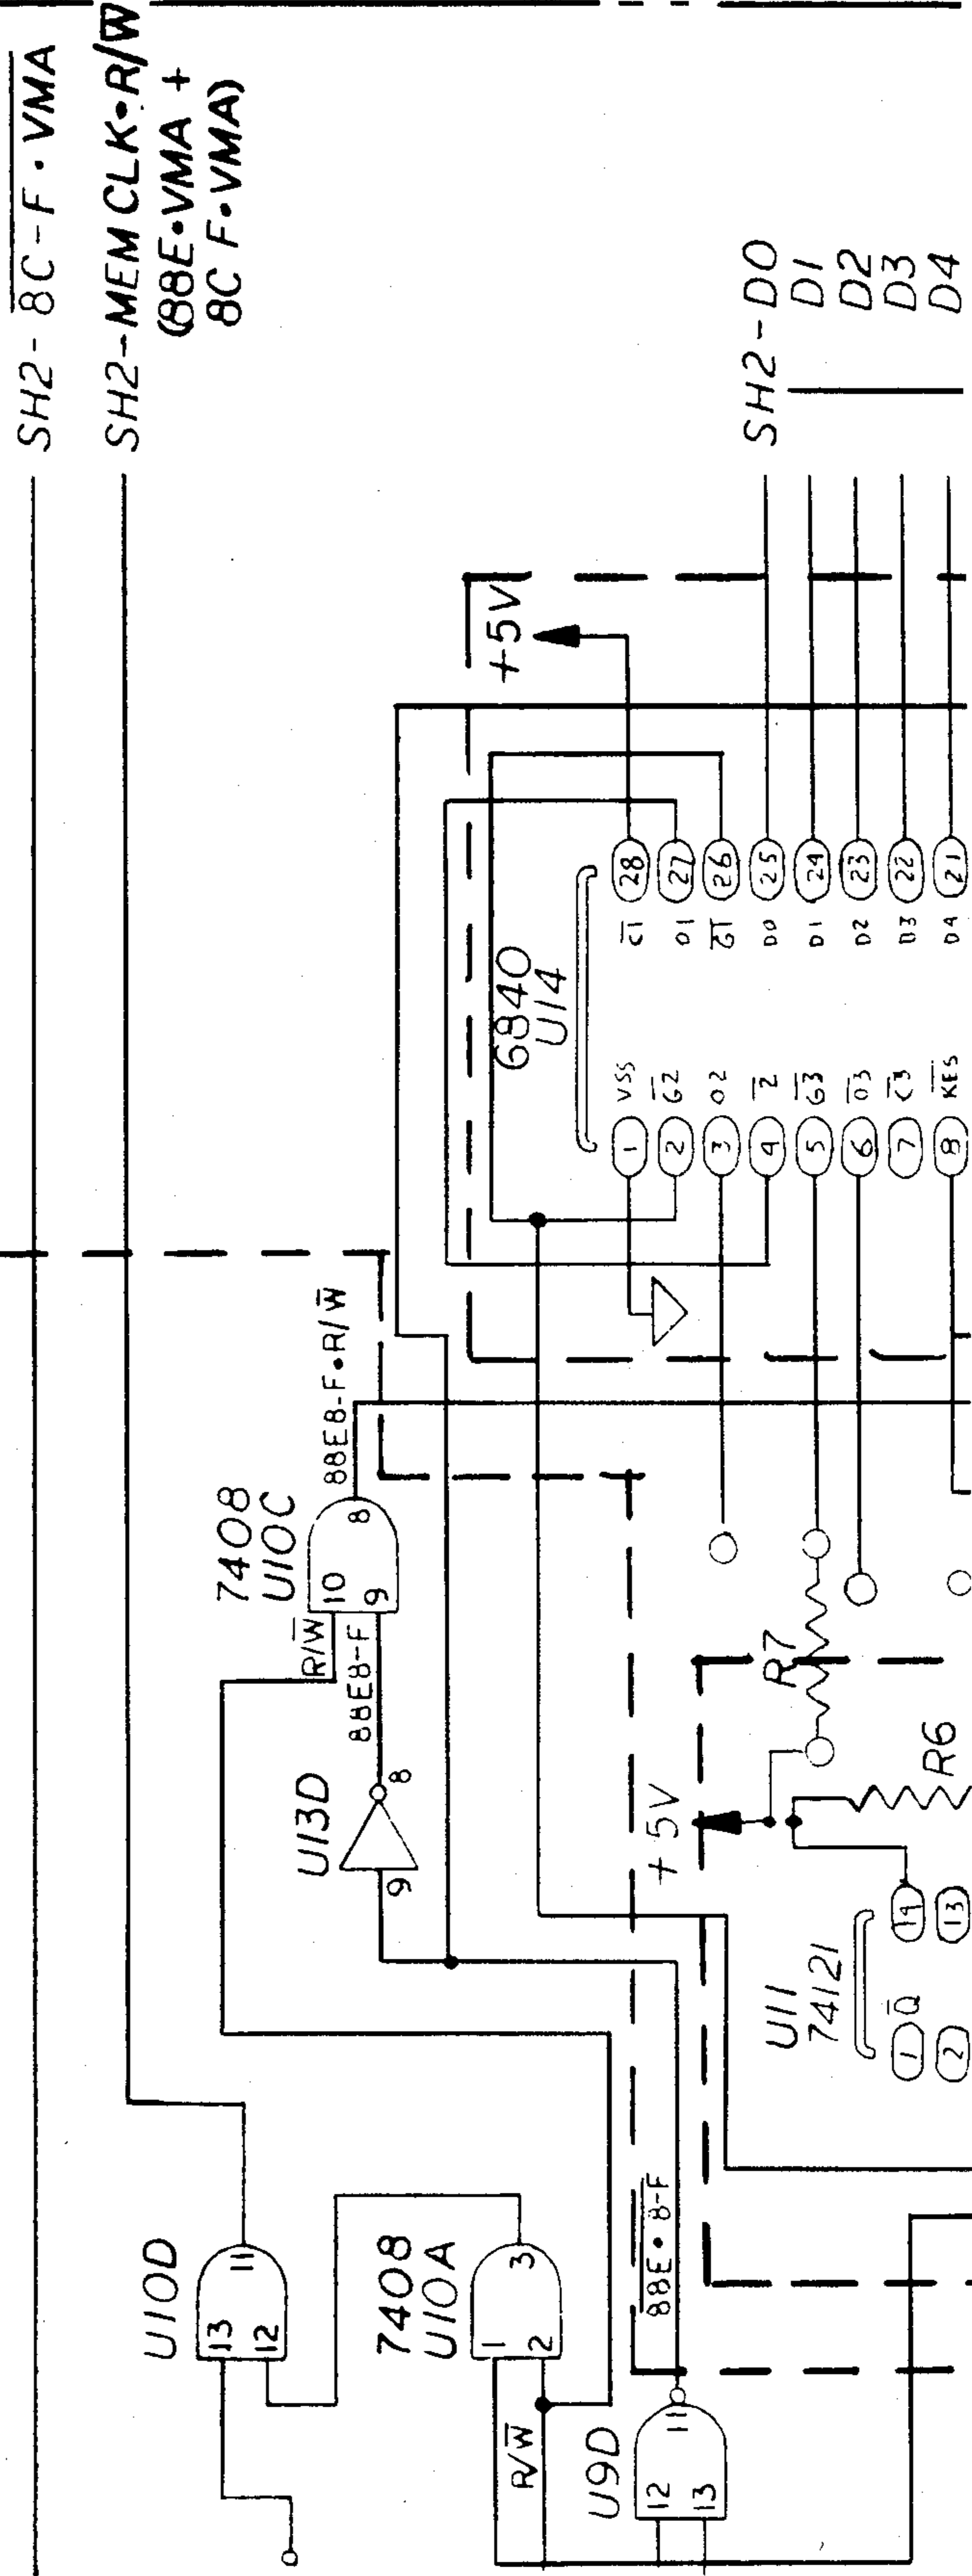 SH2- 8C-F·VMA
SH2-MEM CLK•R/W
(88E•VMA +
8C F•VMA)
SH2-D0
D1
D2
D3
D4
+5V
6840
U14
28
27
26
25
24
23
22
21
C1
O1
G1
D0
D1
D2
D3
D4
VSS
G2
O2
G3
O3
C3
1
2
3
4
5
6
7
8
88E8-F•R/W
7408
U10C
8
10
9
R/W
88E8-F
U13D
8
9
R7
R6
+5V
U11
74121
14
13
Q
1
2
U10D
11
13
12
7408
U10A
3
1
2
R/W
88E•8-F
U9D
11
12
13